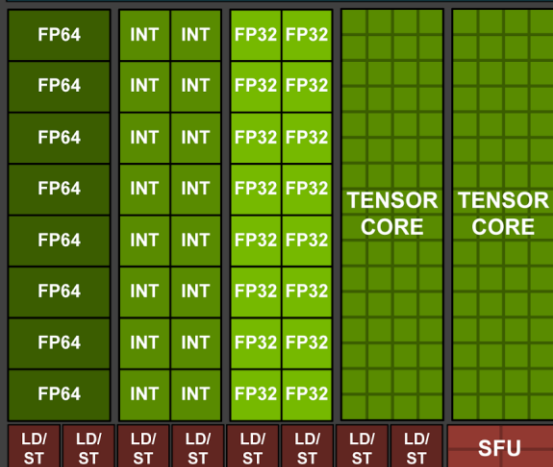 FP64 INT INT FP32 FP32
FP64 INT INT FP32 FP32
FP64 INT INT FP32 FP32
FP64 INT INT FP32 FP32
TENSOR CORE
TENSOR CORE
FP64 INT INT FP32 FP32
FP64 INT INT FP32 FP32
FP64 INT INT FP32 FP32
FP64 INT INT FP32 FP32
LD/ LD/ LD/ LD/ LD/ LD/ LD/ LD/
ST ST ST ST ST ST ST ST
SFU